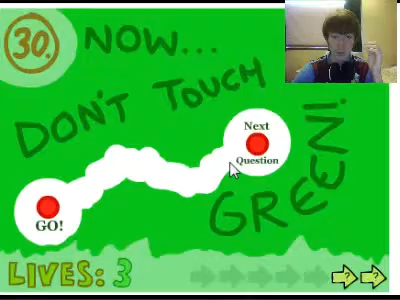 30.
NOW...
DON'T TOUCH
GREEN!
Next
Question
GO!
LIVES: 3
? ?